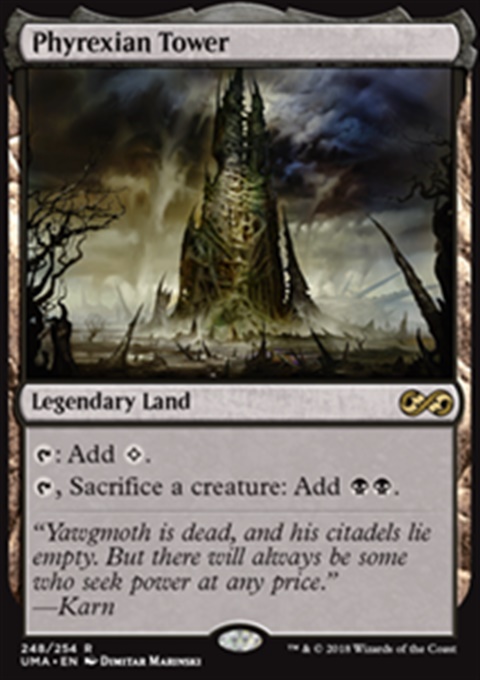 Phyrexian Tower
Legendary Land
: Add .
, Sacrifice a creature: Add .
“Yawgmoth is dead, and his citadels lie
empty. But there will always be some
who seek power at any price.”
—Karn
248/254 R
UMA • EN Dimitar Marinski
™ & © 2018 Wizards of the Coast